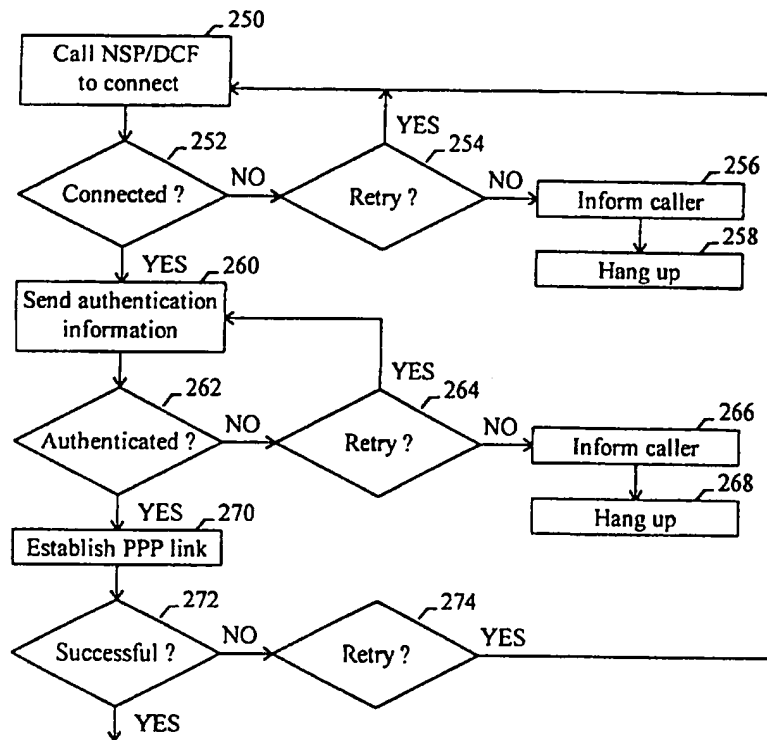 250
Call NSP/DCF
to connect
YES
252
254
256
Connected ?
NO
Retry ?
NO
Inform caller
258
YES
260
Hang up
Send authentication
information
YES
262
264
266
Authenticated ?
NO
Retry ?
NO
Inform caller
268
YES
270
Hang up
Establish PPP link
272
274
Successful ?
NO
Retry ?
YES
YES